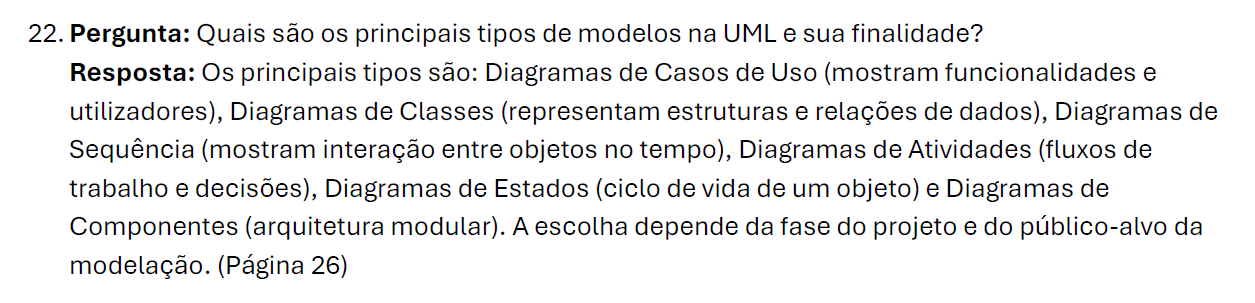 22. Pergunta: Quais são os principais tipos de modelos na UML e sua finalidade?
Resposta: Os principais tipos são: Diagramas de Casos de Uso (mostram funcionalidades e
utilizadores), Diagramas de Classes (representam estruturas e relações de dados), Diagramas de
Sequência (mostram interação entre objetos no tempo), Diagramas de Atividades (fluxos de
trabalho e decisões), Diagramas de Estados (ciclo de vida de um objeto) e Diagramas de
Componentes (arquitetura modular). A escolha depende da fase do projeto e do público-alvo da
modelação. (Página 26)